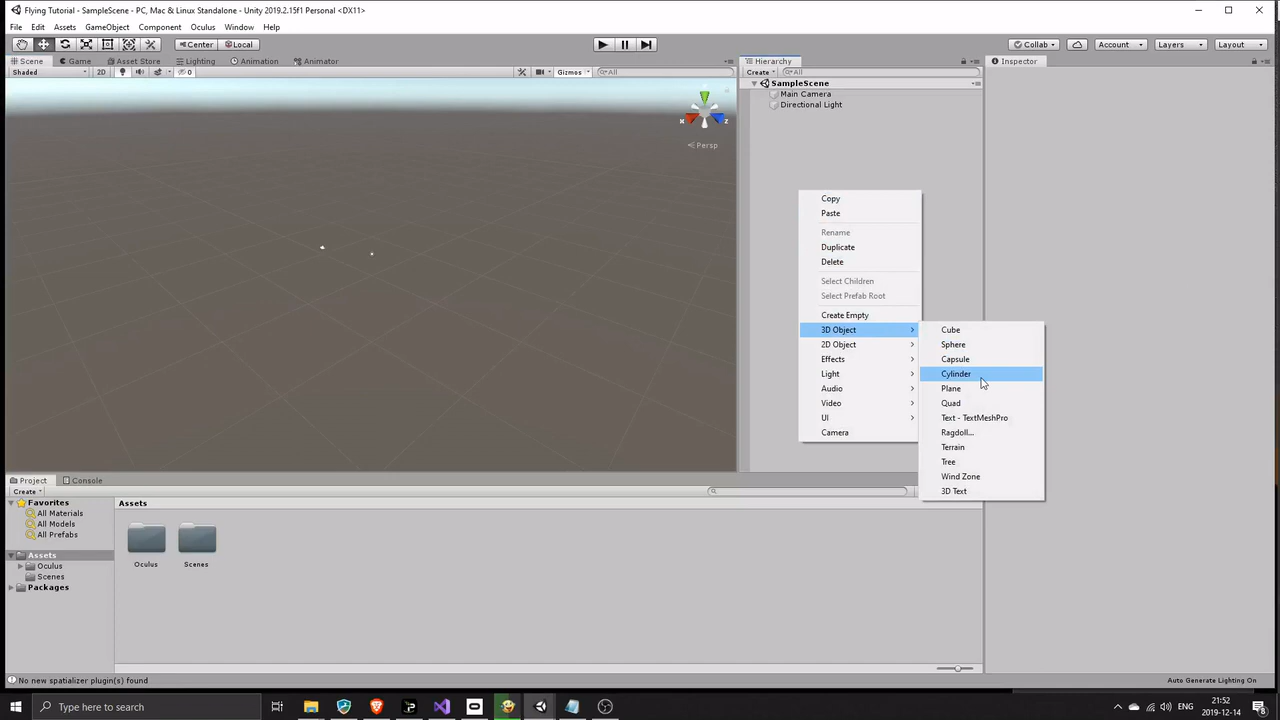 Flying Tutorial - SampleScene - PC, Mac & Linux Standalone - Unity 2019.2.15f1 Personal <DX11>
File Edit Assets GameObject Component Oculus Window Help
Center Local Collab Account Layers Layout
Scene Game Asset Store Lighting Animation Animator Hierarchy Inspector
Shaded 2D 0 Gizmos All Create All
SampleScene
Main Camera
Directional Light
x z
Persp
Copy
Paste
Rename
Duplicate
Delete
Select Children
Select Prefab Root
Create Empty
3D Object
2D Object
Effects
Light
Audio
Video
UI
Camera
Cube
Sphere
Capsule
Cylinder
Plane
Quad
Text - TextMeshPro
Ragdoll...
Terrain
Tree
Wind Zone
3D Text
Project Console
Create
Favorites
All Materials
All Models
All Prefabs
Assets
Oculus
Scenes
Packages
Assets
Oculus Scenes
No new spatializer plugin(s) found
Auto Generate Lighting On
Type here to search
ENG
21:52
2019-12-14
8